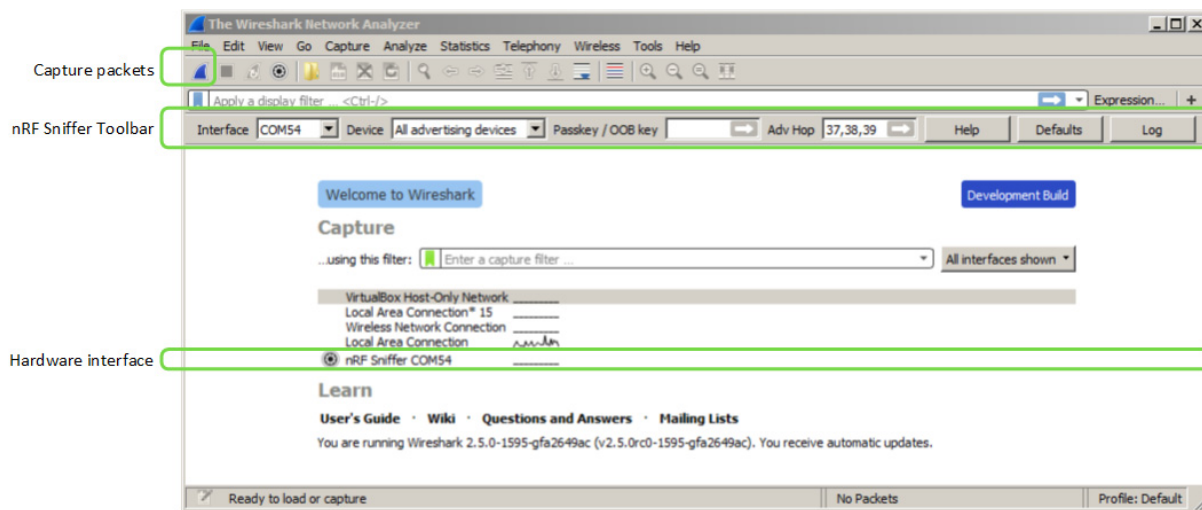 The Wireshark Network Analyzer
File Edit View Go Capture Analyze Statistics Telephony Wireless Tools Help
Capture packets
Apply a display filter ... <Ctrl-/> Expression... +
nRF Sniffer Toolbar
Interface COM54 Device All advertising devices Passkey / OOB key Adv Hop 37,38,39 Help Defaults Log
Welcome to Wireshark Development Build
Capture
...using this filter: Enter a capture filter ... All interfaces shown
VirtualBox Host-Only Network
Local Area Connection* 15
Wireless Network Connection
Local Area Connection
Hardware interface
nRF Sniffer COM54
Learn
User's Guide · Wiki · Questions and Answers · Mailing Lists
You are running Wireshark 2.5.0-1595-gfa2649ac (v2.5.0rc0-1595-gfa2649ac). You receive automatic updates.
Ready to load or capture No Packets Profile: Default